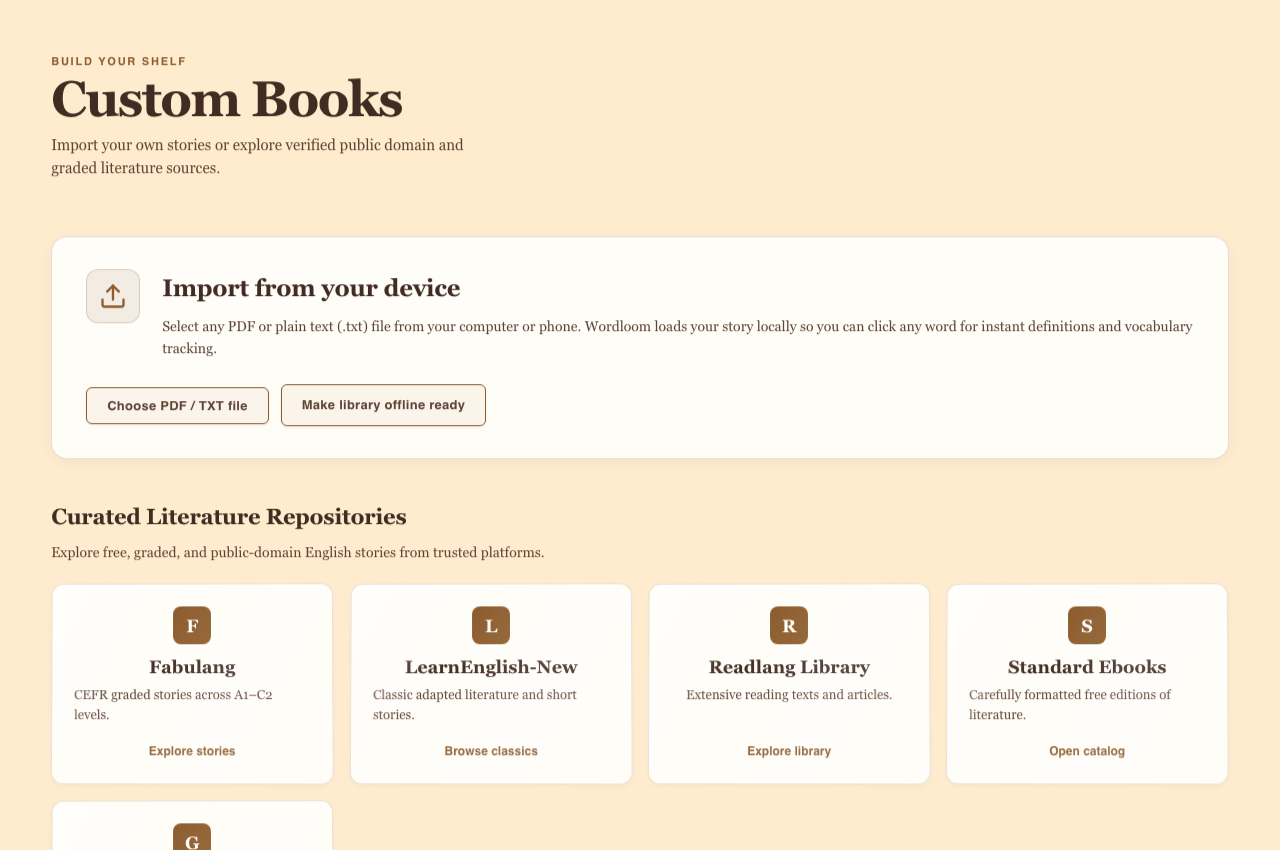 BUILD YOUR SHELF
Custom Books
Import your own stories or explore verified public domain and
graded literature sources.
Import from your device
Select any PDF or plain text (.txt) file from your computer or phone. Wordloom loads your story locally so you can click any word for instant definitions and vocabulary
tracking.
Choose PDF / TXT file
Make library offline ready
Curated Literature Repositories
Explore free, graded, and public-domain English stories from trusted platforms.
F
Fabulang
CEFR graded stories across A1–C2
levels.
Explore stories
L
LearnEnglish-New
Classic adapted literature and short
stories.
Browse classics
R
Readlang Library
Extensive reading texts and articles.
Explore library
S
Standard Ebooks
Carefully formatted free editions of
literature.
Open catalog
G